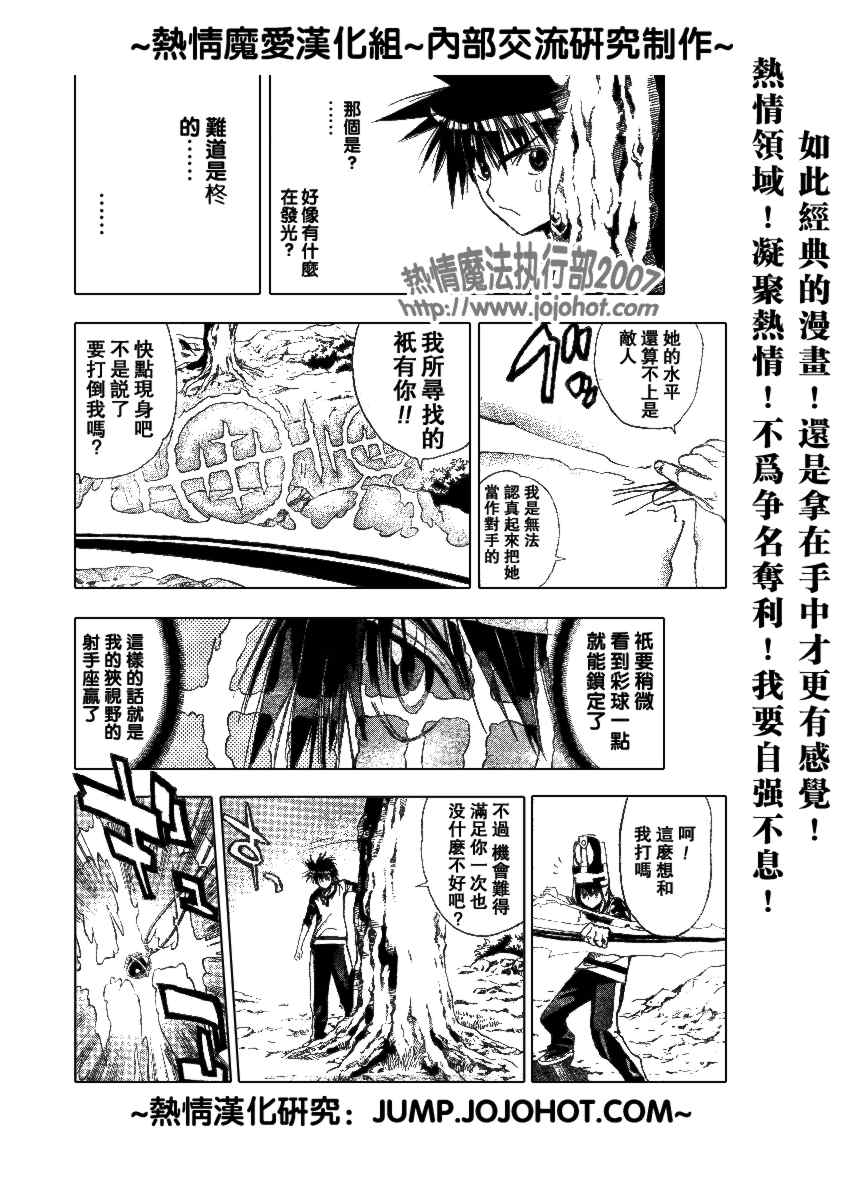 ~熱情魔愛漢化組~內部交流研究制作~
如此經典的漫畫！還是拿在手中才更有感覺！
熱情領域！凝聚熱情！不爲争名奪利！我要自强不息！
那個是？
……
好像有什麼
在發光？
難道是柊
的……
……
熱情魔法执行部2007
http://www.jojohot.com
她的水平
還算不上是
敵人
我是無法
認真起來把她
當作對手的
我所尋找的
衹有你!!
快點現身吧
不是説了
要打倒我嗎？
衹要稍微
看到彩球一點
就能鎖定了
這樣的話就是
我的狹視野的
射手座贏了
呵！
這麽想和
我打嗎
不過 機會難得
滿足你一次也
没什麼不好吧？
~熱情漢化研究：JUMP.JOJOHOT.COM~